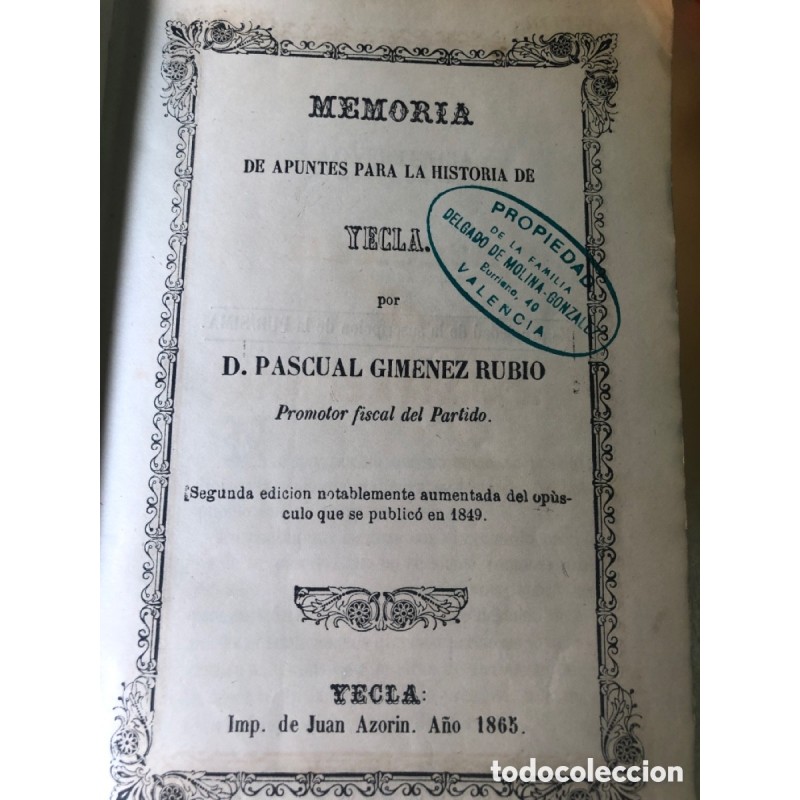 MEMORIA
DE APUNTES PARA LA HISTORIA DE
YECLA.
por
D. PASCUAL GIMENEZ RUBIO
Promotor fiscal del Partido.
Segunda edicion notablemente aumentada del opùs-
culo que se publicó en 1849.
YECLA:
Imp. de Juan Azorin. Año 1865.
PROPIEDAD
DE LA FAMILIA
DELGADO DE MOLINA-GONZALEZ
Burriana, 40
VALENCIA
todocoleccion